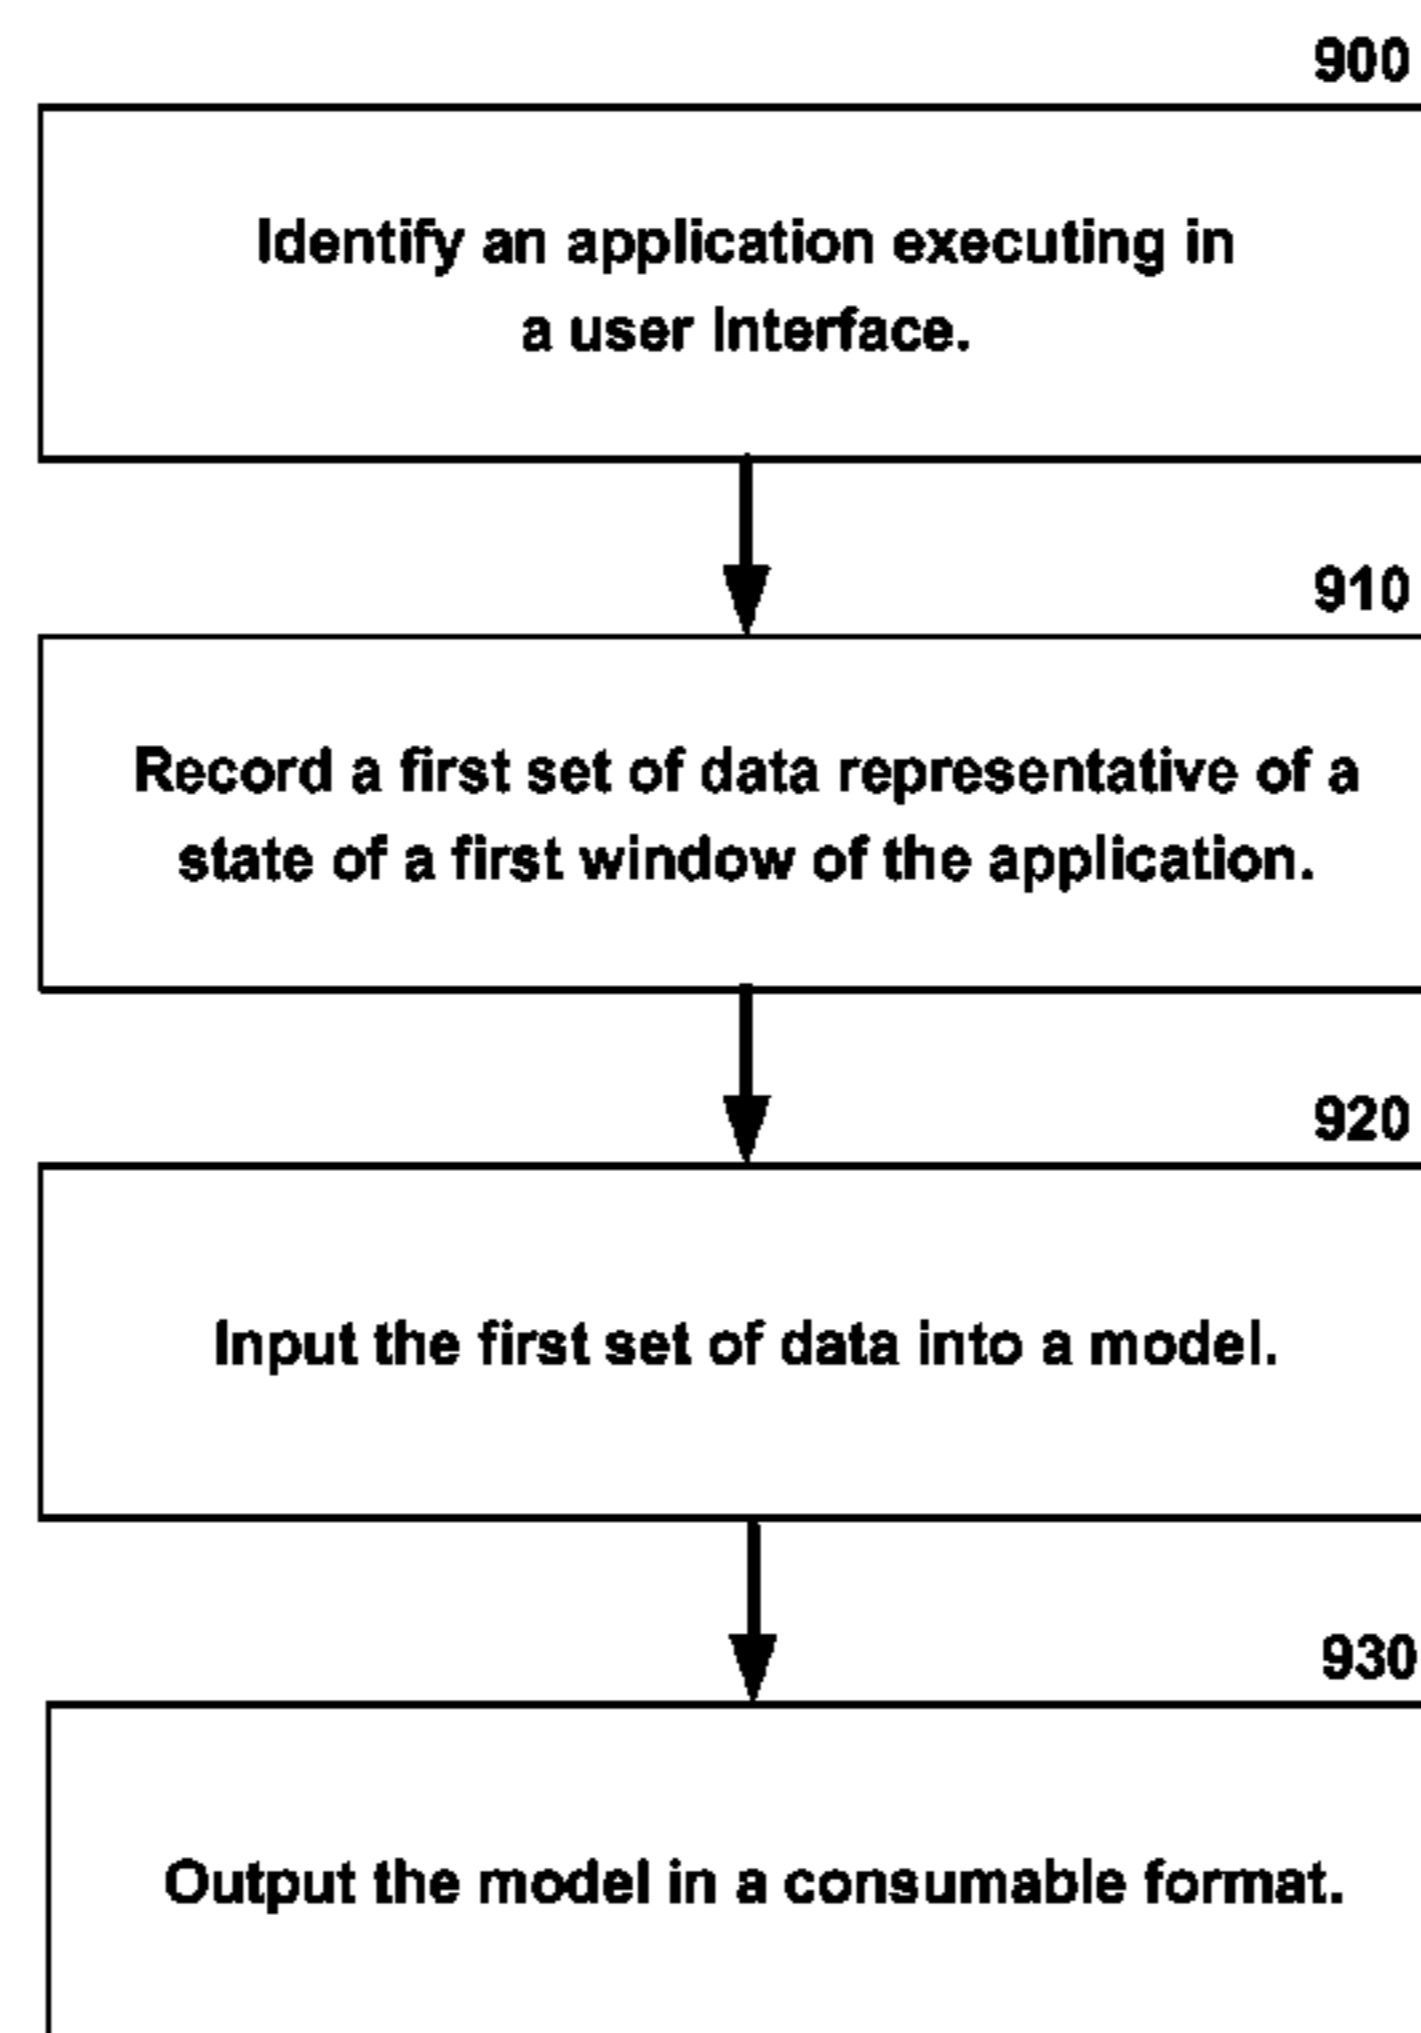 900
Identify an application executing in
a user interface.
910
Record a first set of data representative of a
state of a first window of the application.
920
Input the first set of data into a model.
930
Output the model in a consumable format.